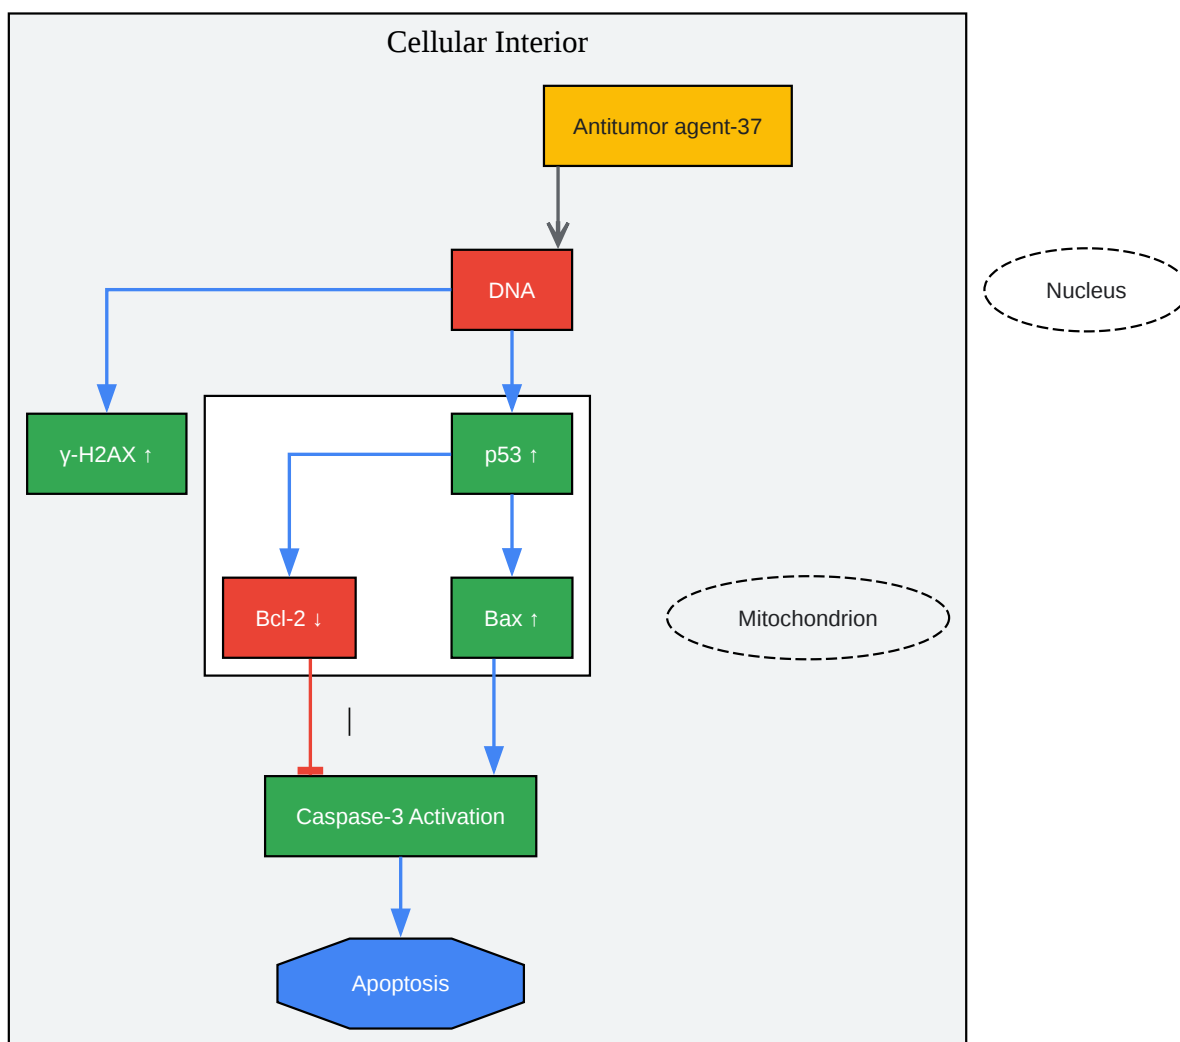 Cellular Interior
Antitumor agent-37
DNA
Nucleus
γ-H2AX ↑
p53 ↑
Bcl-2 ↓
Bax ↑
Mitochondrion
|
Caspase-3 Activation
Apoptosis